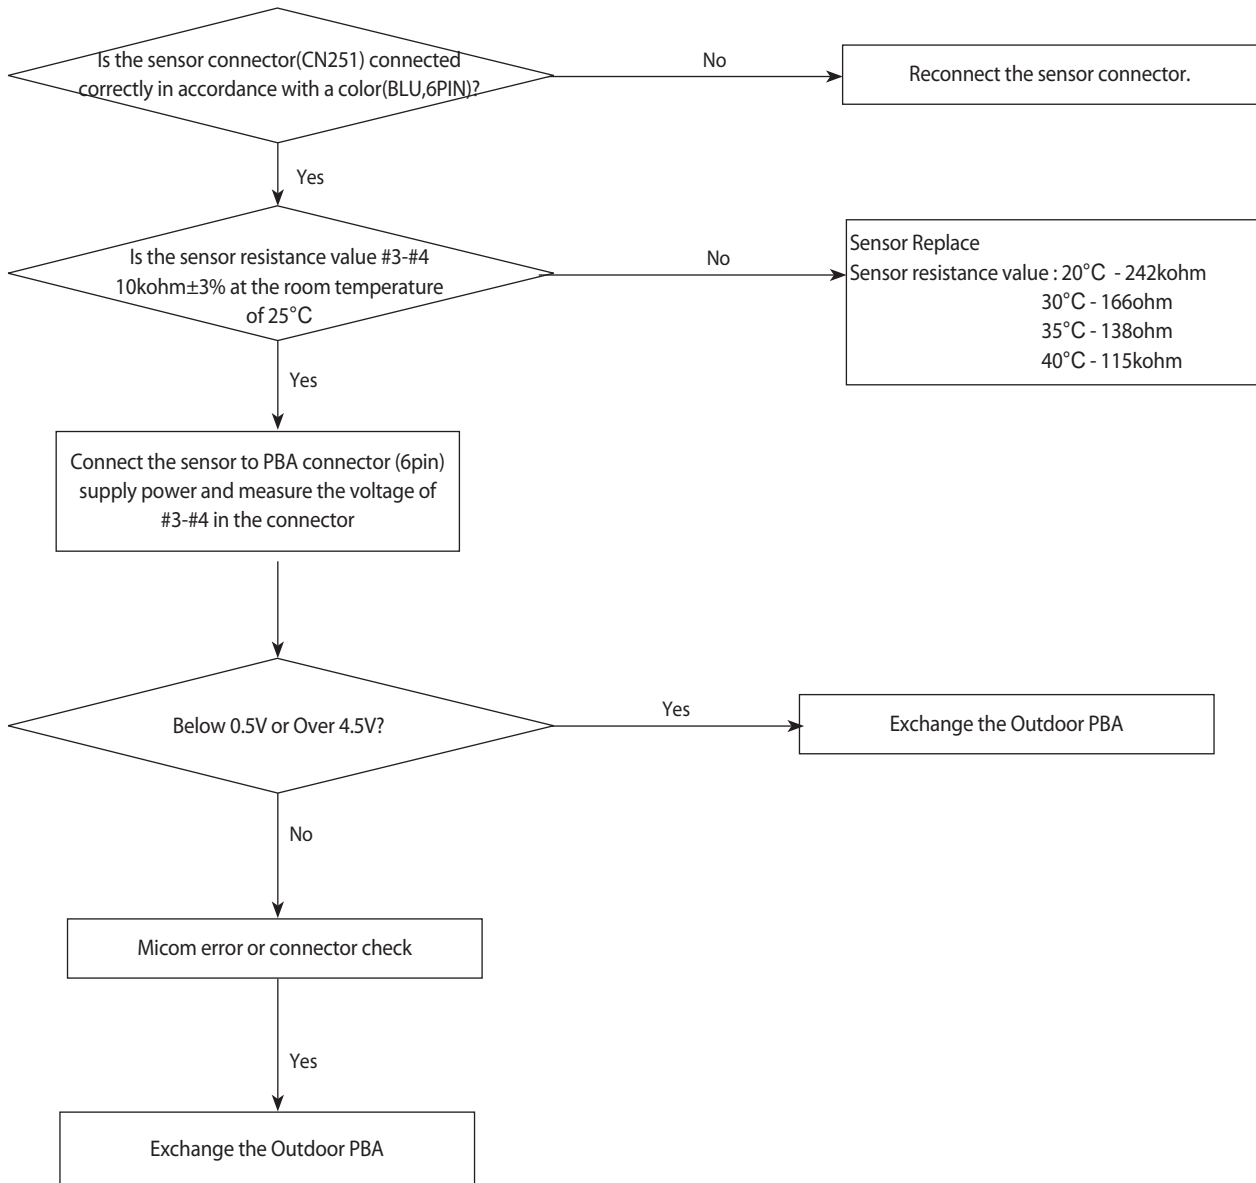 Is the sensor connector(CN251) connected
correctly in accordance with a color(BLU,6PIN)?
No
Reconnect the sensor connector.
Yes
Is the sensor resistance value #3-#4
10kohm±3% at the room temperature
of 25°C
No
Sensor Replace
Sensor resistance value : 20°C - 242kohm
30°C - 166ohm
35°C - 138ohm
40°C - 115kohm
Yes
Connect the sensor to PBA connector (6pin)
supply power and measure the voltage of
#3-#4 in the connector
Below 0.5V or Over 4.5V?
Yes
Exchange the Outdoor PBA
No
Micom error or connector check
Yes
Exchange the Outdoor PBA